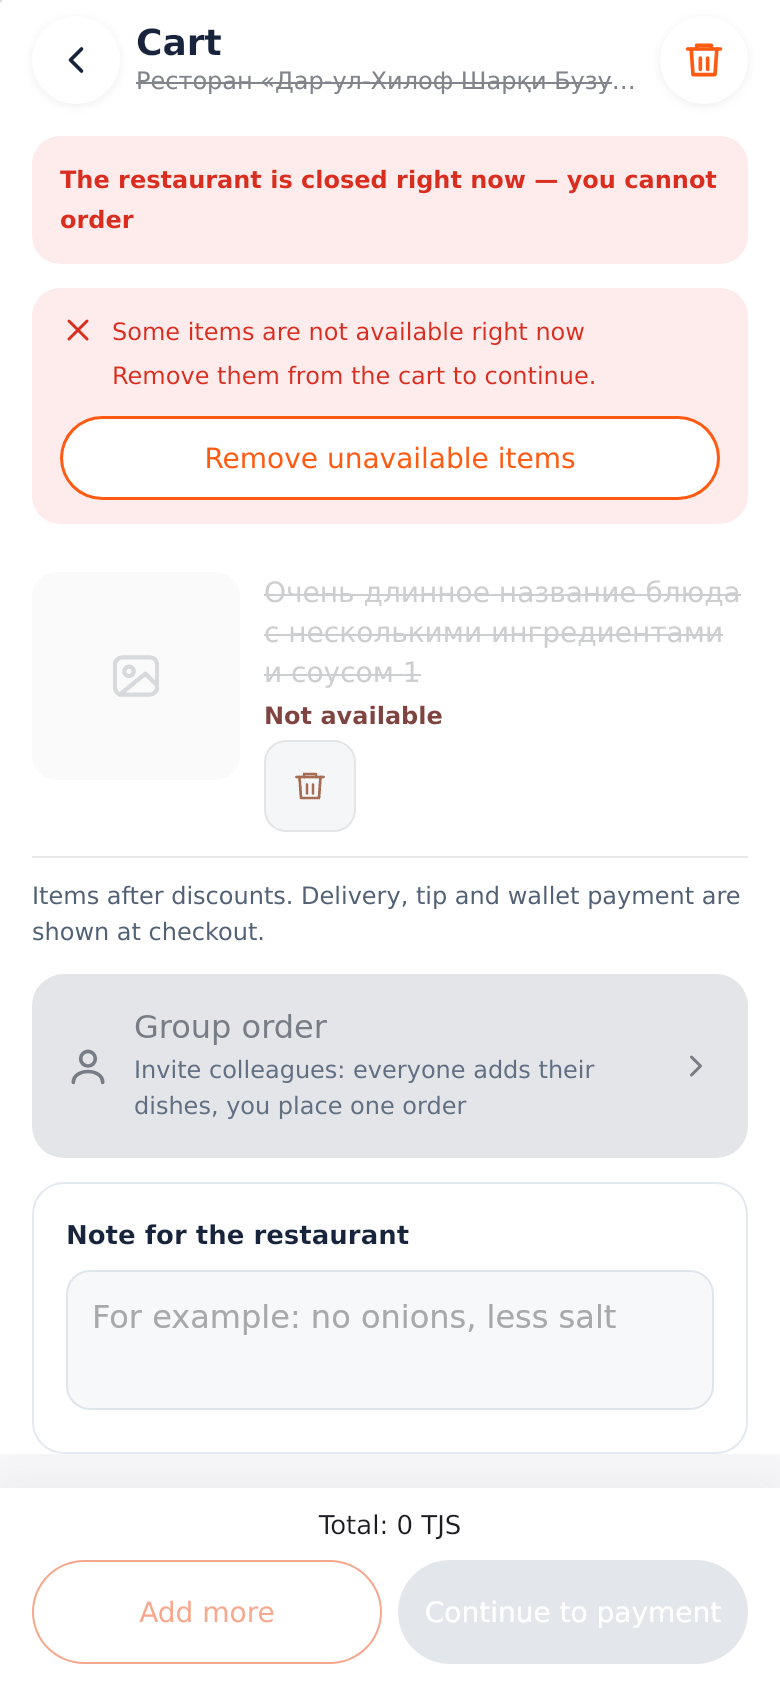 Cart
Ресторан «Дар-ул-Хилоф Шарқи Бузу...
The restaurant is closed right now — you cannot
order
Some items are not available right now
Remove them from the cart to continue.
Remove unavailable items
Очень длинное название блюда
с несколькими ингредиентами
и соусом 1
Not available
Items after discounts. Delivery, tip and wallet payment are
shown at checkout.
Group order
Invite colleagues: everyone adds their
dishes, you place one order
Note for the restaurant
For example: no onions, less salt
Total: 0 TJS
Add more
Continue to payment